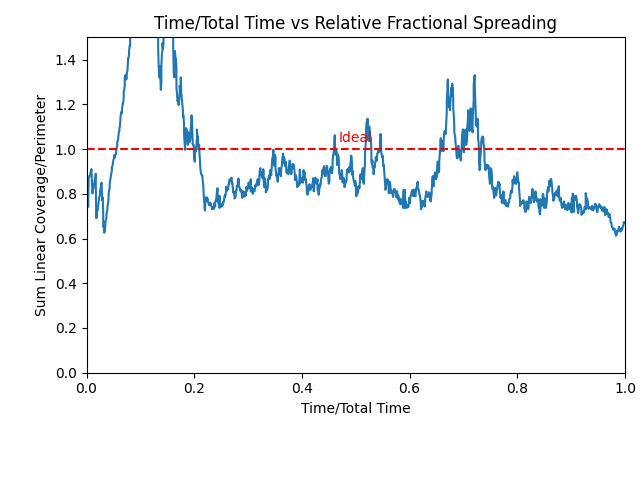 Time/Total Time vs Relative Fractional Spreading
Sum Linear Coverage/Perimeter
1.4
1.2
1.0
0.8
0.6
0.4
0.2
0.0
Ideal
0.0 0.2 0.4 0.6 0.8 1.0
Time/Total Time